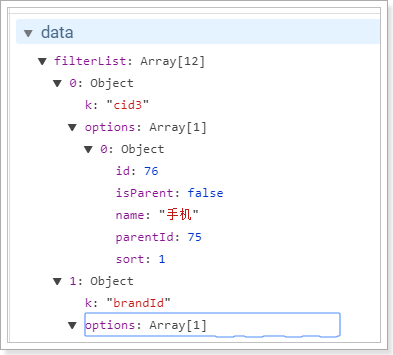 data
filterList: Array[12]
0: Object
k: "cid3"
options: Array[1]
0: Object
id: 76
isParent: false
name: "手机"
parentId: 75
sort: 1
1: Object
k: "brandId"
options: Array[1]